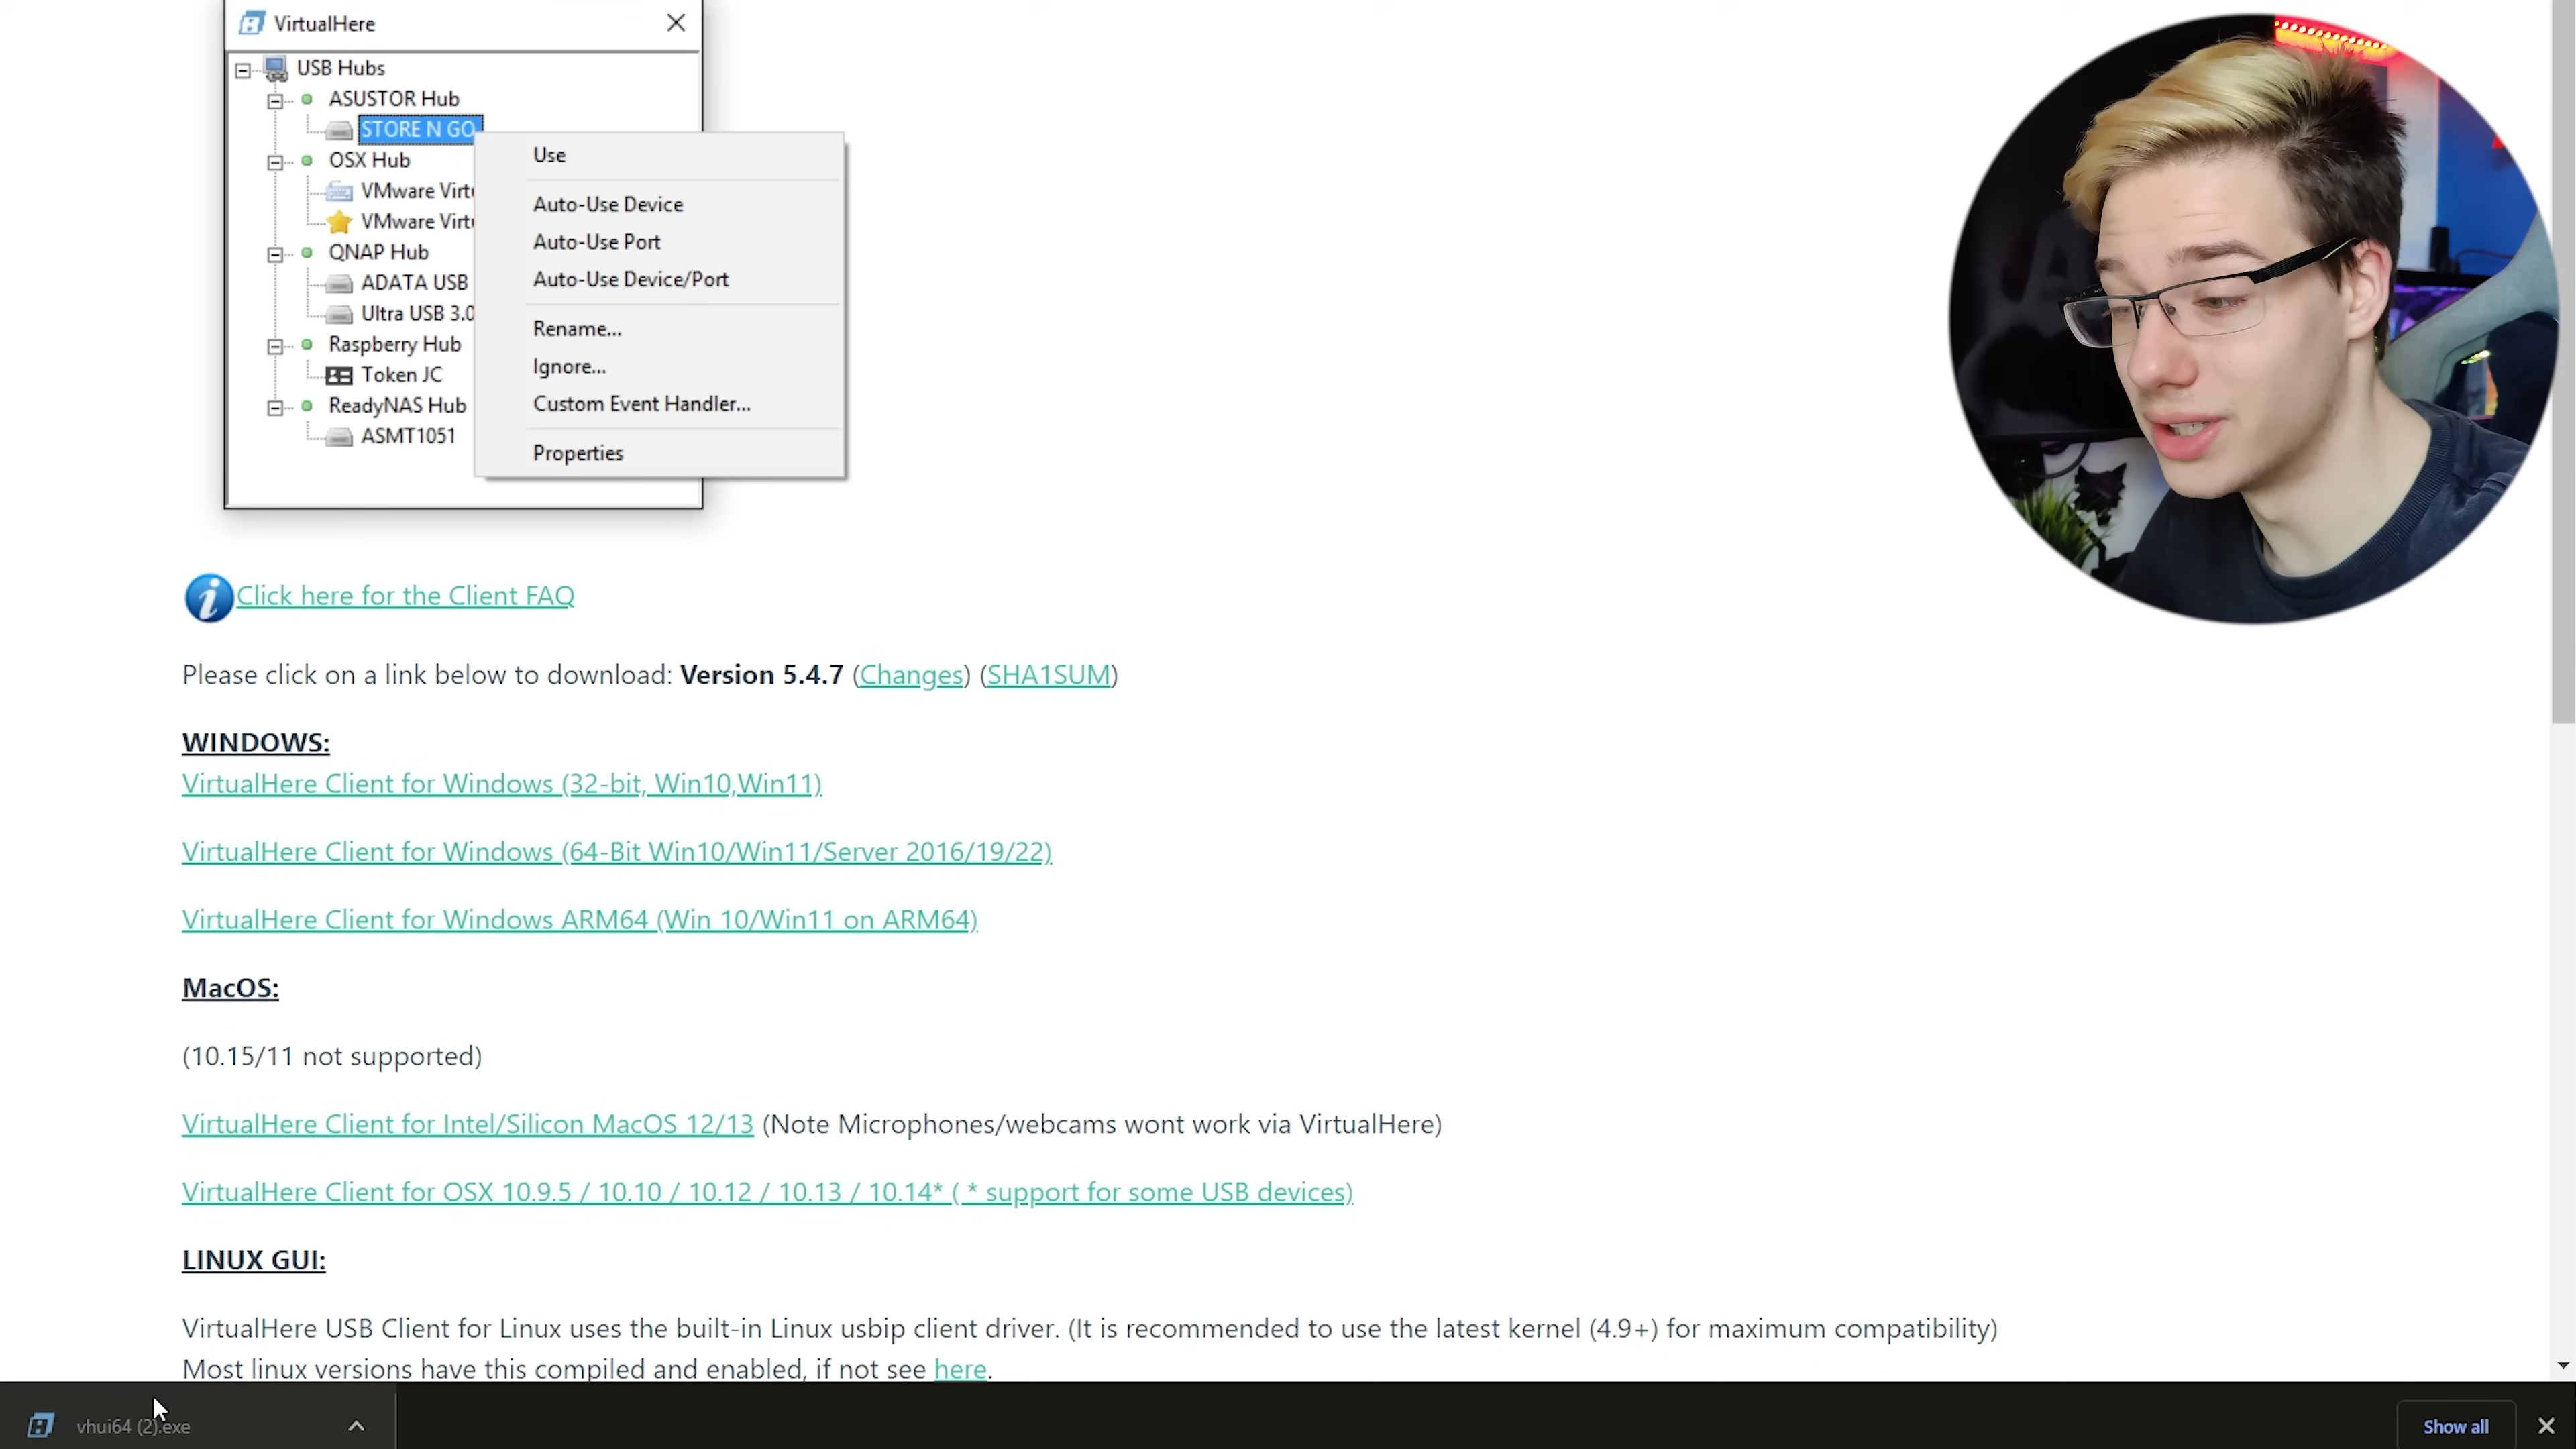 VirtualHere
USB Hubs
ASUSTOR Hub
STORE N GO
OSX Hub
VMware
VMware
QNAP Hub
ADATA USB
Ultra USB 3.0
Raspberry Hub
Token JC
ReadyNAS Hub
ASMT1051
Use
Auto-Use Device
Auto-Use Port
Auto-Use Device/Port
Rename...
Ignore...
Custom Event Handler...
Properties
Click here for the Client FAQ
Please click on a link below to download: Version 5.4.7 (Changes) (SHA1SUM)
WINDOWS:
VirtualHere Client for Windows (32-bit, Win10,Win11)
VirtualHere Client for Windows (64-Bit Win10/Win11/Server 2016/19/22)
VirtualHere Client for Windows ARM64 (Win 10/Win11 on ARM64)
MacOS:
(10.15/11 not supported)
VirtualHere Client for Intel/Silicon MacOS 12/13 (Note Microphones/webcams wont work via VirtualHere)
VirtualHere Client for OSX 10.9.5 / 10.10 / 10.12 / 10.13 / 10.14* ( * support for some USB devices)
LINUX GUI:
VirtualHere USB Client for Linux uses the built-in Linux usbip client driver. (It is recommended to use the latest kernel (4.9+) for maximum compatibility)
Most linux versions have this compiled and enabled, if not see here.
vhui64 (2).exe
Show all